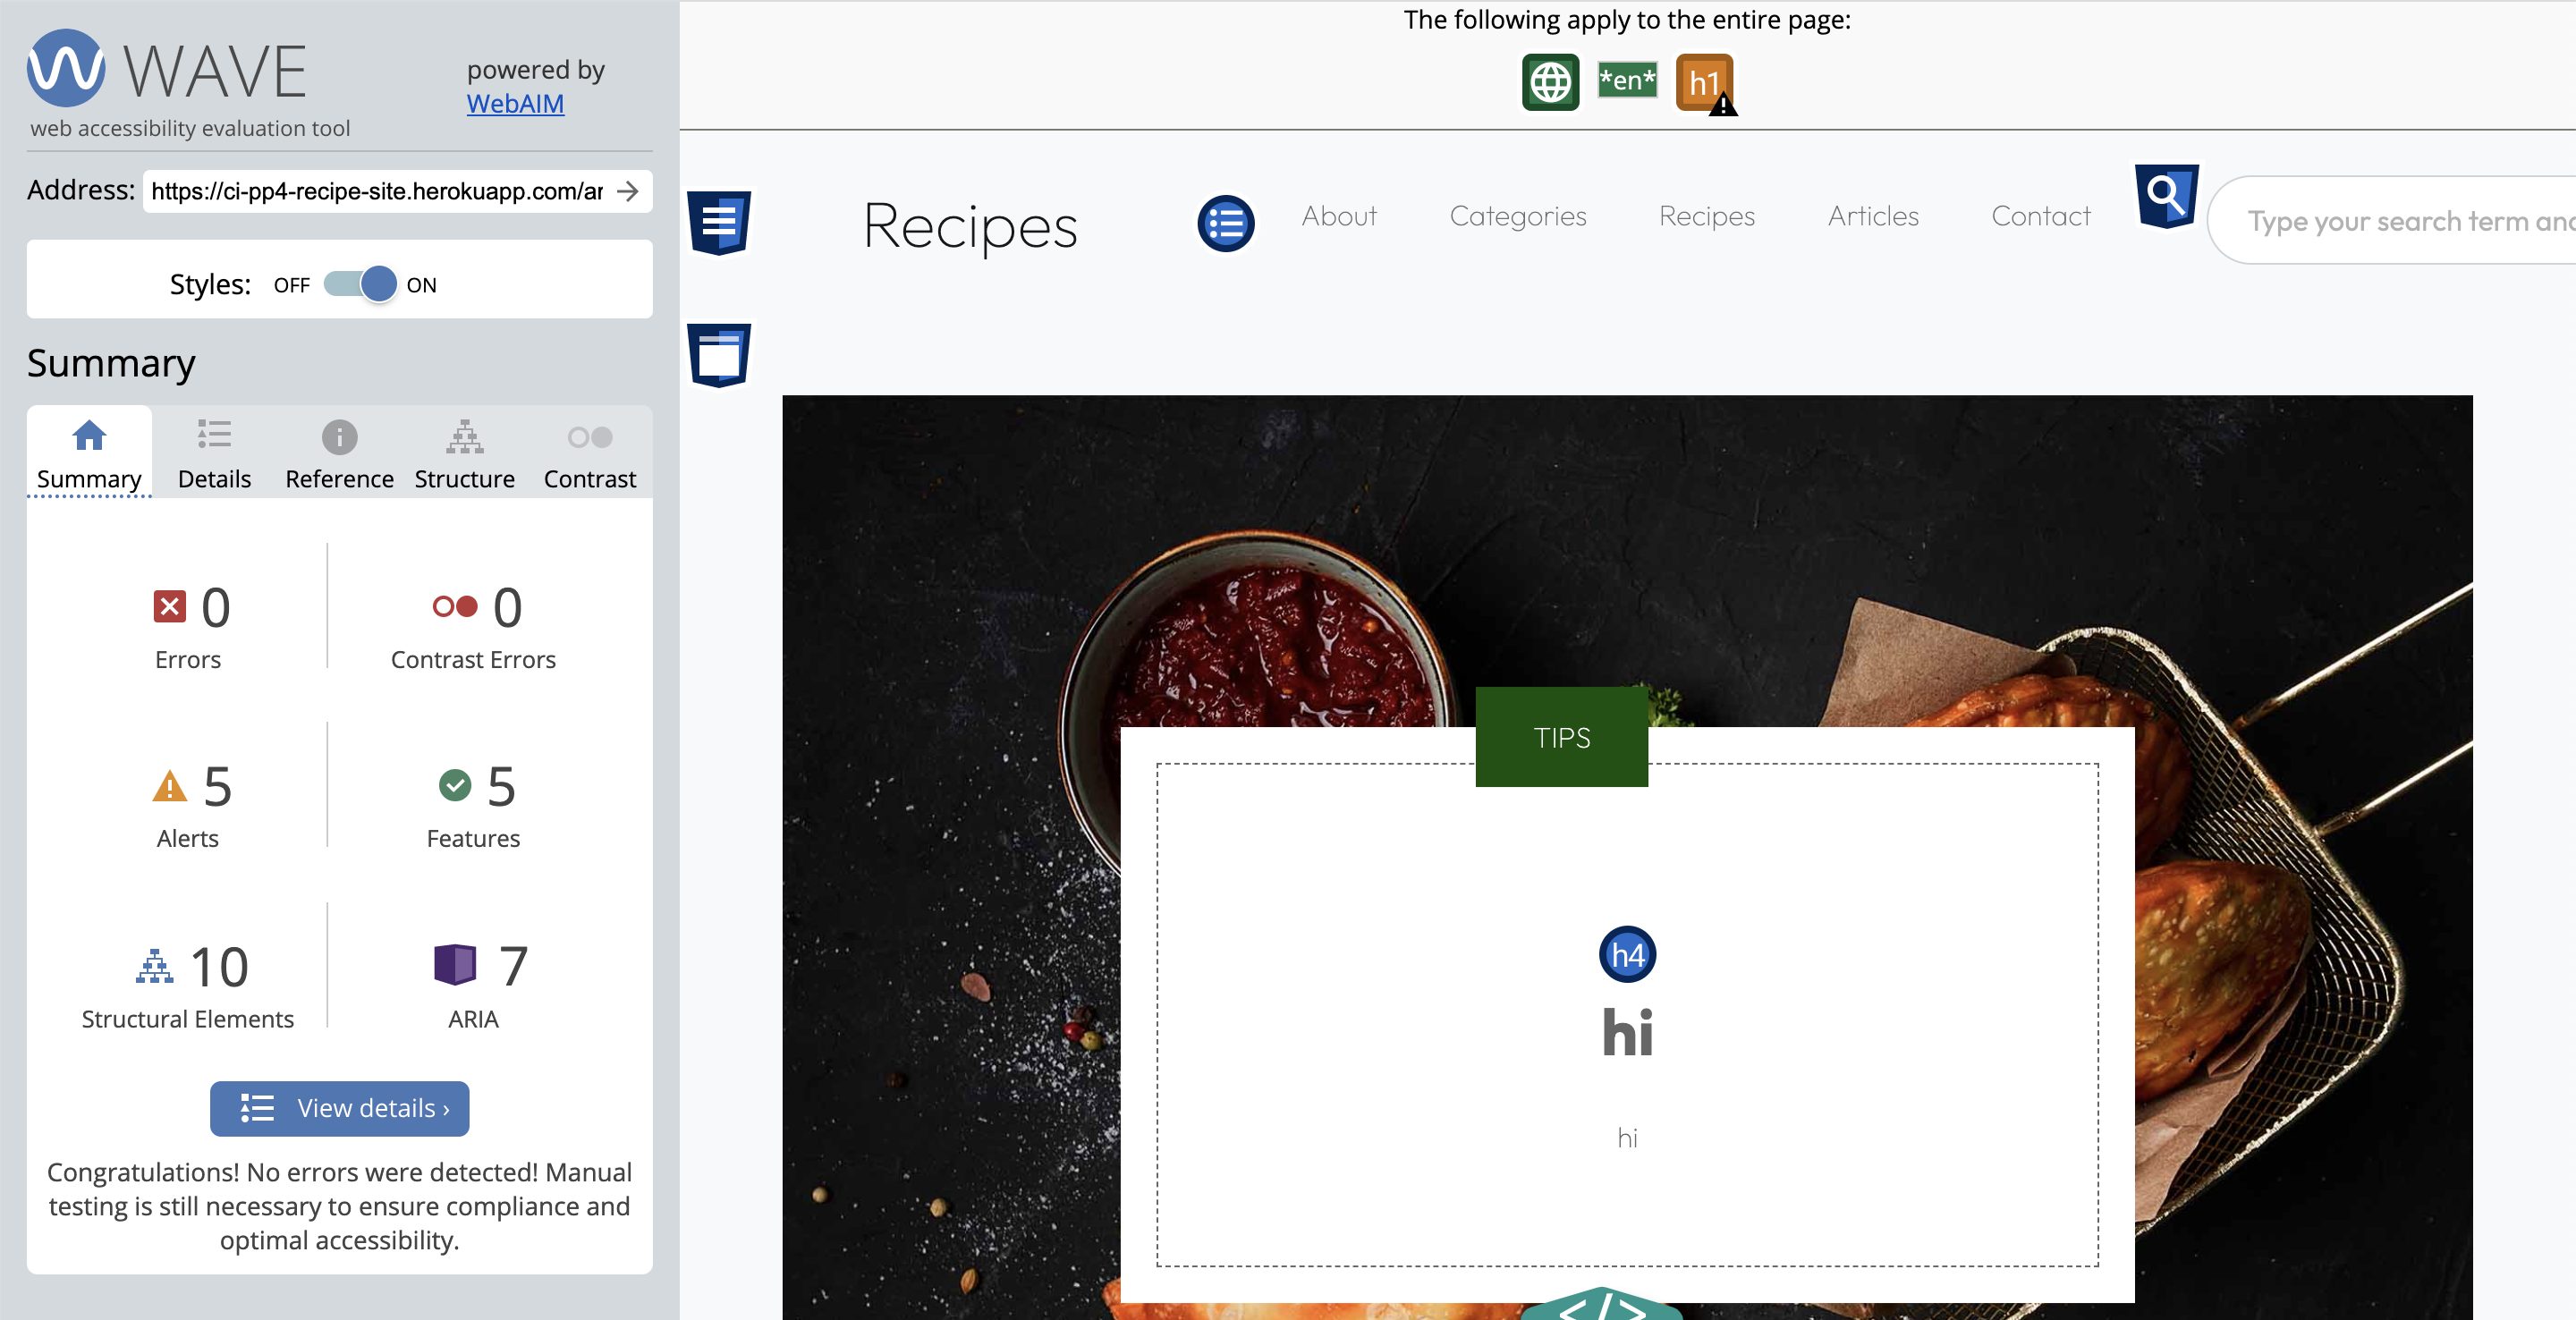 WAVE
powered by
WebAIM
web accessibility evaluation tool
Address: https://ci-pp4-recipe-site.herokuapp.com/ar
Styles: OFF ON
Summary
Summary Details Reference Structure Contrast
0 0
Errors Contrast Errors
5 5
Alerts Features
10 7
Structural Elements ARIA
View details ›
Congratulations! No errors were detected! Manual
testing is still necessary to ensure compliance and
optimal accessibility.
The following apply to the entire page:
*en* h1
Recipes About Categories Recipes Articles Contact Type your search term and
TIPS
h4
hi
hi
</>